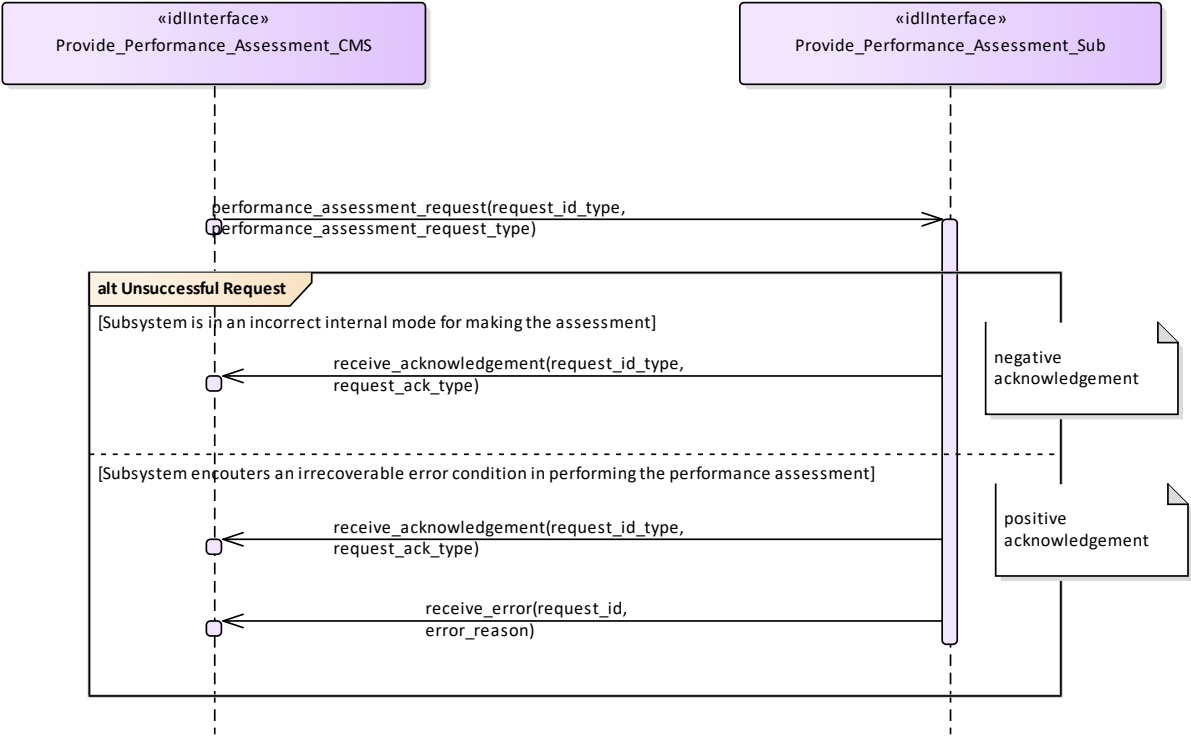 «idlInterface»
Provide_Performance_Assessment_CMS
«idlInterface»
Provide_Performance_Assessment_Sub
performance_assessment_request(request_id_type,
performance_assessment_request_type)
alt Unsuccessful Request
[Subsystem is in an incorrect internal mode for making the assessment]
receive_acknowledgement(request_id_type,
request_ack_type)
negative
acknowledgement
[Subsystem encouters an irrecoverable error condition in performing the performance assessment]
receive_acknowledgement(request_id_type,
request_ack_type)
positive
acknowledgement
receive_error(request_id,
error_reason)